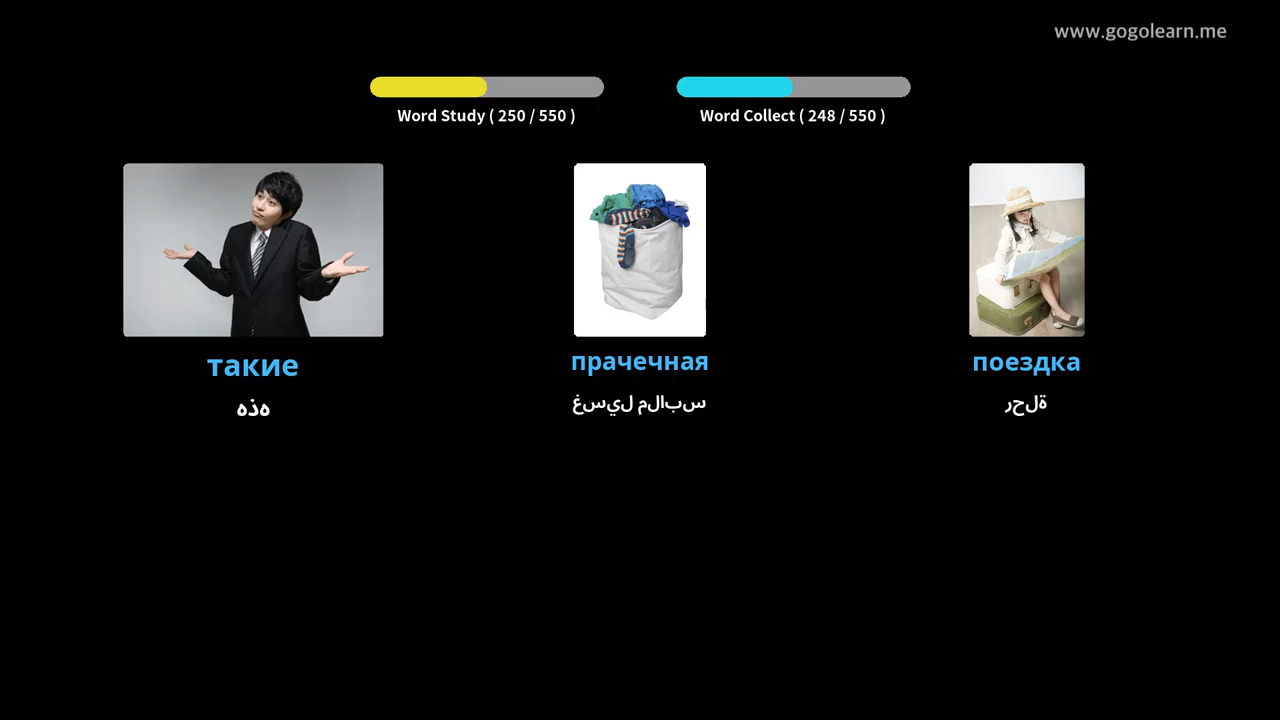 www.gogolearn.me
Word Study ( 250 / 550 )
Word Collect ( 248 / 550 )
такие
прачечная
поездка
هذه
غسيل ملابس
رحلة